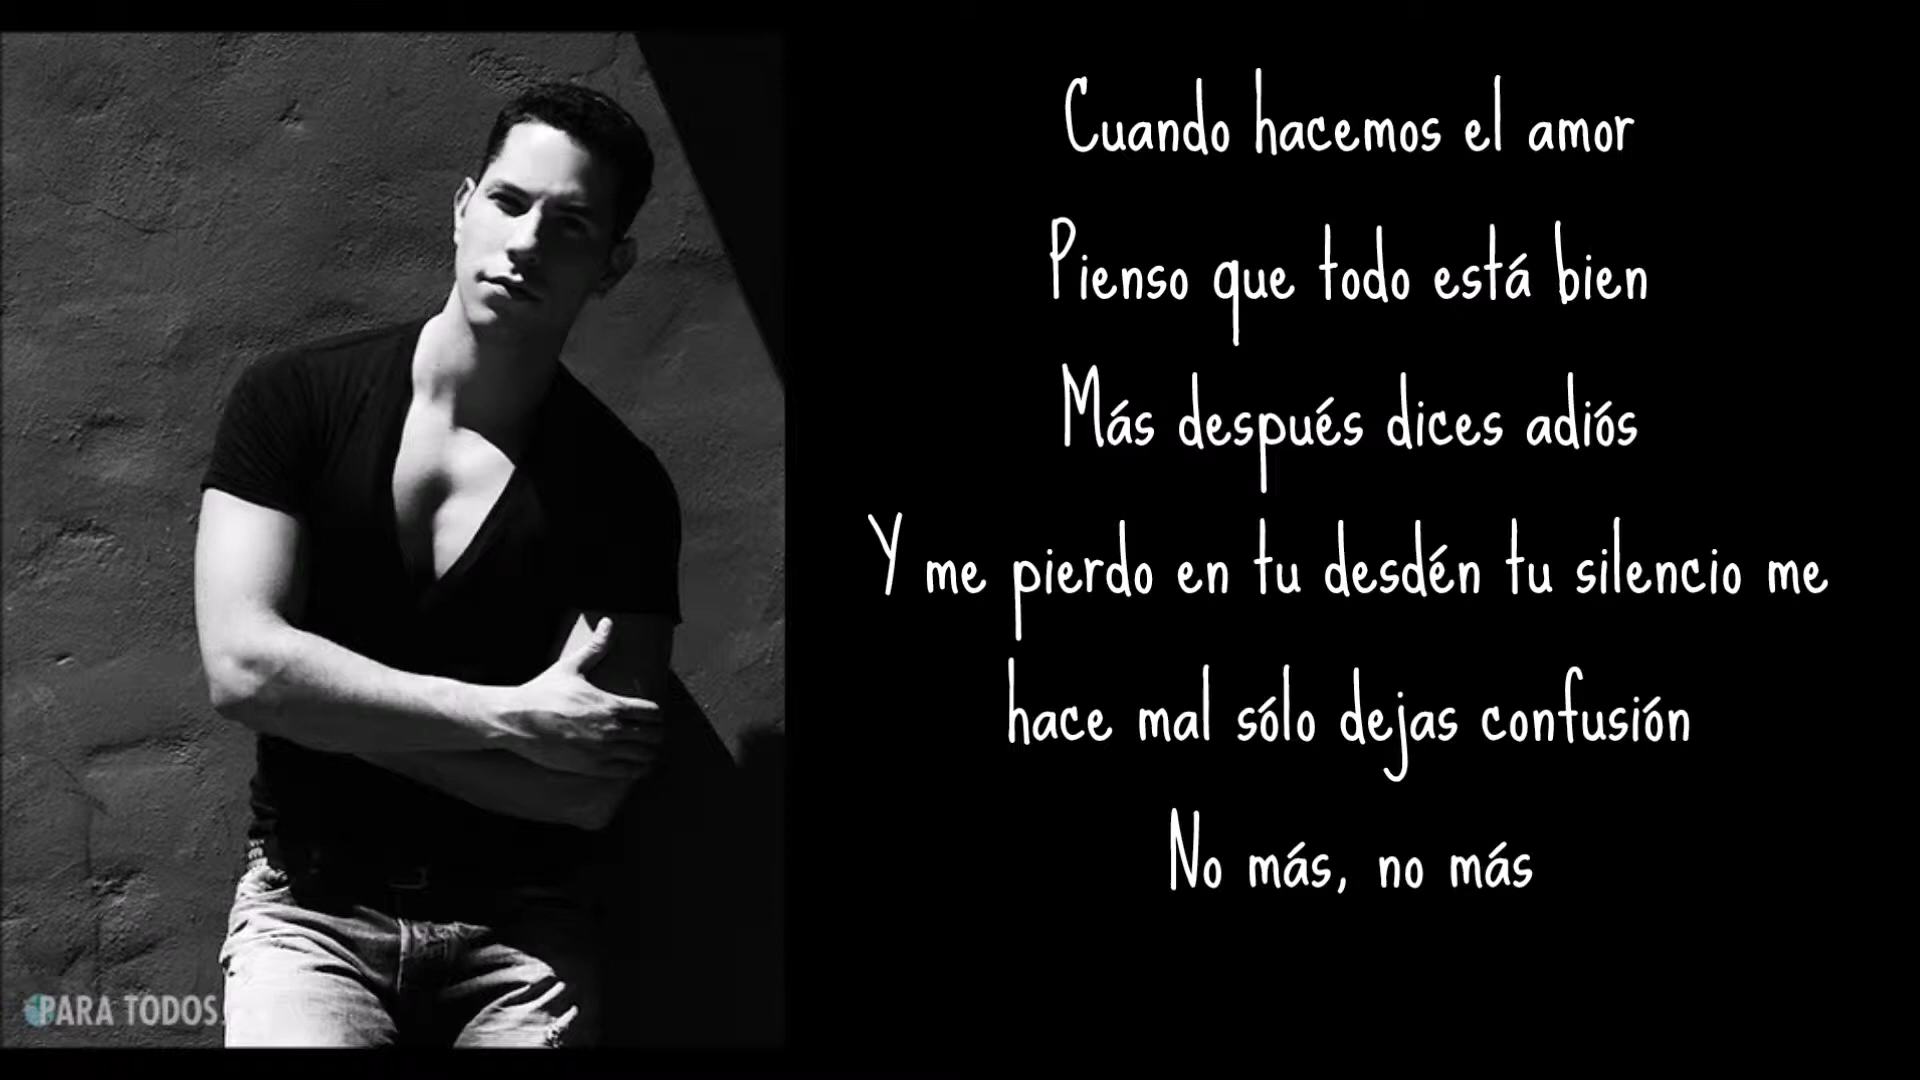 Cuando hacemos el amor
Pienso que todo está bien
Más después dices adiós
Y me pierdo en tu desdén tu silencio me
hace mal sólo dejas confusión
No más, no más
PARA TODOS